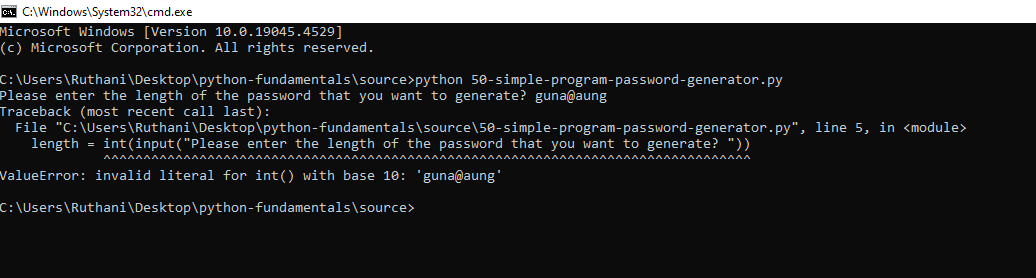 C:\Windows\System32\cmd.exe
Microsoft Windows [Version 10.0.19045.4529]
(c) Microsoft Corporation. All rights reserved.
C:\Users\Ruthani\Desktop\python-fundamentals\source>python 50-simple-program-password-generator.py
Please enter the length of the password that you want to generate? guna@aung
Traceback (most recent call last):
  File "C:\Users\Ruthani\Desktop\python-fundamentals\source\50-simple-program-password-generator.py", line 5, in <module>
    length = int(input("Please enter the length of the password that you want to generate? "))
             ^^^^^^^^^^^^^^^^^^^^^^^^^^^^^^^^^^^^^^^^^^^^^^^^^^^^^^^^^^^^^^^^^^^^^^^^^^^^^^^^^
ValueError: invalid literal for int() with base 10: 'guna@aung'
C:\Users\Ruthani\Desktop\python-fundamentals\source>